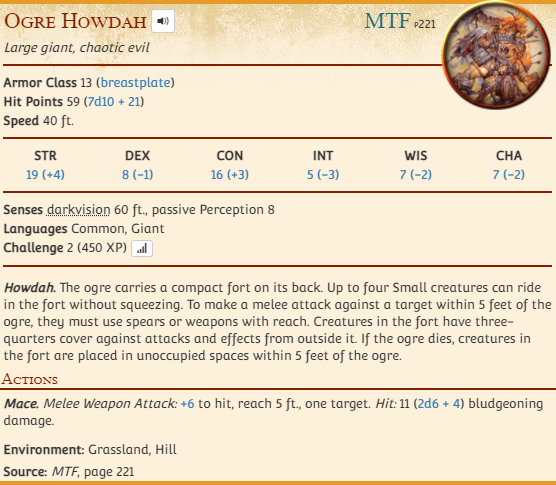 Ogre Howdah MTF p221
Large giant, chaotic evil
Armor Class 13 (breastplate)
Hit Points 59 (7d10 + 21)
Speed 40 ft.
STR DEX CON INT WIS CHA
19 (+4) 8 (−1) 16 (+3) 5 (−3) 7 (−2) 7 (−2)
Senses darkvision 60 ft., passive Perception 8
Languages Common, Giant
Challenge 2 (450 XP)
Howdah. The ogre carries a compact fort on its back. Up to four Small creatures can ride
in the fort without squeezing. To make a melee attack against a target within 5 feet of the
ogre, they must use spears or weapons with reach. Creatures in the fort have three-
quarters cover against attacks and effects from outside it. If the ogre dies, creatures in
the fort are placed in unoccupied spaces within 5 feet of the ogre.
Actions
Mace. Melee Weapon Attack: +6 to hit, reach 5 ft., one target. Hit: 11 (2d6 + 4) bludgeoning
damage.
Environment: Grassland, Hill
Source: MTF, page 221